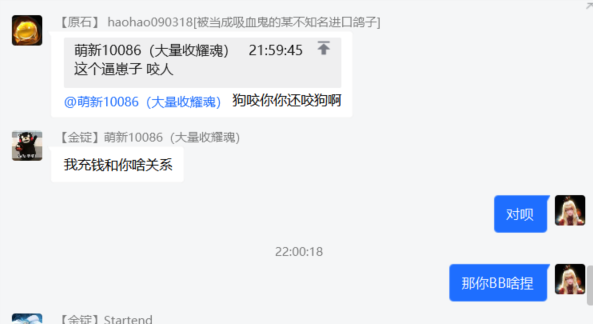 【原石】 haohao090318[被当成吸血鬼的某不知名进口鸽子]
萌新10086（大量收耀魂） 21:59:45
这个逼崽子 咬人
@萌新10086（大量收耀魂） 狗咬你你还咬狗啊
【金锭】萌新10086（大量收耀魂）
我充钱和你啥关系
对呗
22:00:18
那你BB啥捏
【金锭】Startend